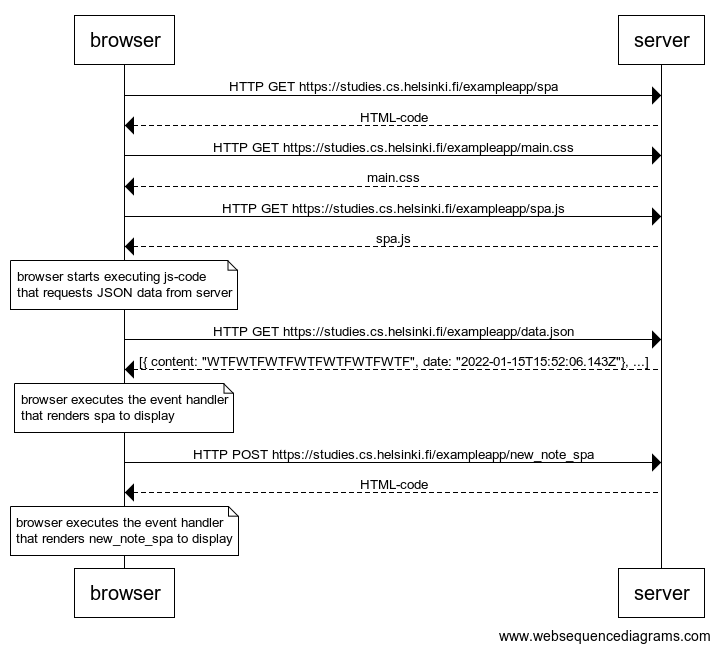 browser
server
HTTP GET https://studies.cs.helsinki.fi/exampleapp/spa
HTML-code
HTTP GET https://studies.cs.helsinki.fi/exampleapp/main.css
main.css
HTTP GET https://studies.cs.helsinki.fi/exampleapp/spa.js
spa.js
browser starts executing js-code
that requests JSON data from server
HTTP GET https://studies.cs.helsinki.fi/exampleapp/data.json
[{ content: "WTFWTFWTFWTFWTFWTFWTF", date: "2022-01-15T15:52:06.143Z"}, ...]
browser executes the event handler
that renders spa to display
HTTP POST https://studies.cs.helsinki.fi/exampleapp/new_note_spa
HTML-code
browser executes the event handler
that renders new_note_spa to display
browser
server
www.websequencediagrams.com